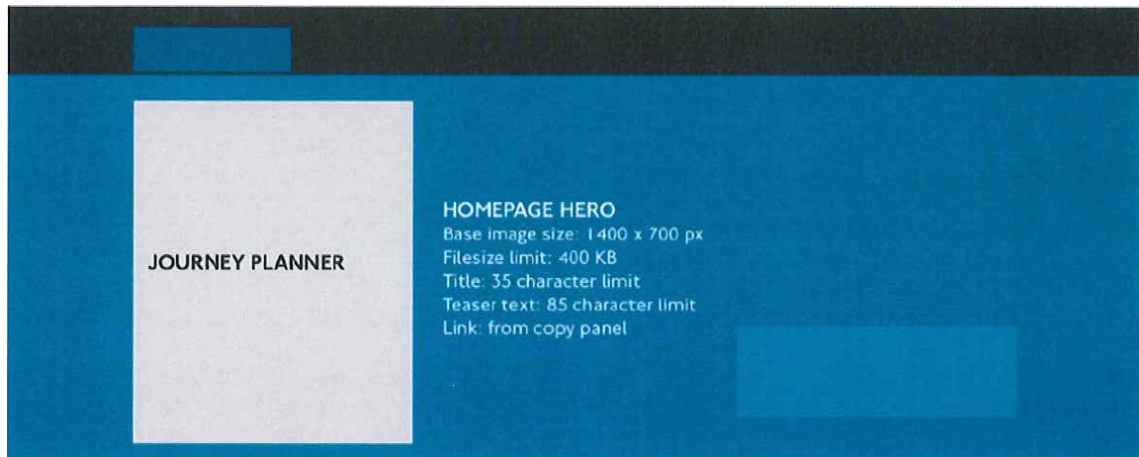 JOURNEY PLANNER
HOMEPAGE HERO
Base image size: 1400 x 700 px
Filesize limit: 400 KB
Title: 35 character limit
Teaser text: 85 character limit
Link: from copy panel